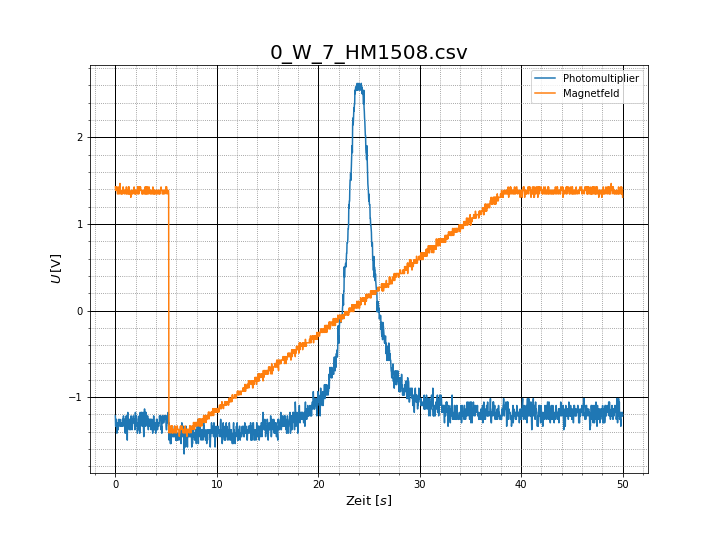 0_W_7_HM1508.csv
Photomultiplier
Magnetfeld
2
1
0
−1
U [V]
0 10 20 30 40 50
Zeit [s]